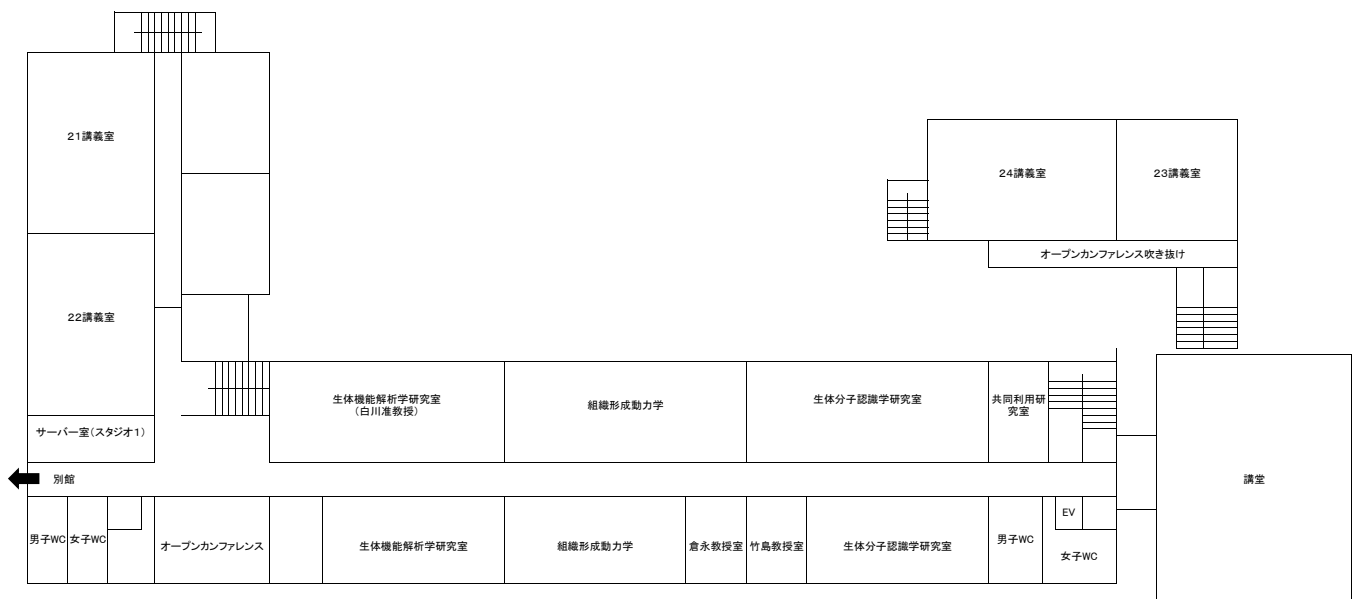 21講義室
24講義室
23講義室
オープンカンファレンス吹き抜け
22講義室
生体機能解析学研究室
(白川准教授)
組織形成動力学
生体分子認識学研究室
共同利用研
究室
サーバー室(スタジオ1)
別館
講堂
男子WC
女子WC
オープンカンファレンス
生体機能解析学研究室
組織形成動力学
倉永教授室
竹島教授室
生体分子認識学研究室
男子WC
EV
女子WC